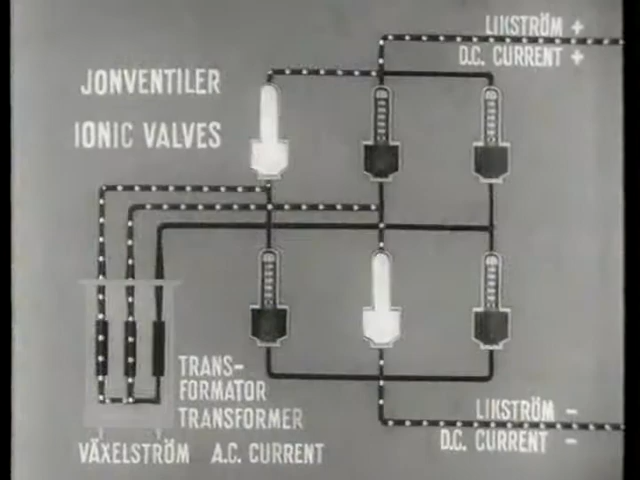 LIKSTRÖM +
D.C. CURRENT +
JONVENTILER
IONIC VALVES
TRANS-
FORMATOR
TRANSFORMER
VÄXELSTRÖM A.C. CURRENT
LIKSTRÖM -
D.C. CURRENT -